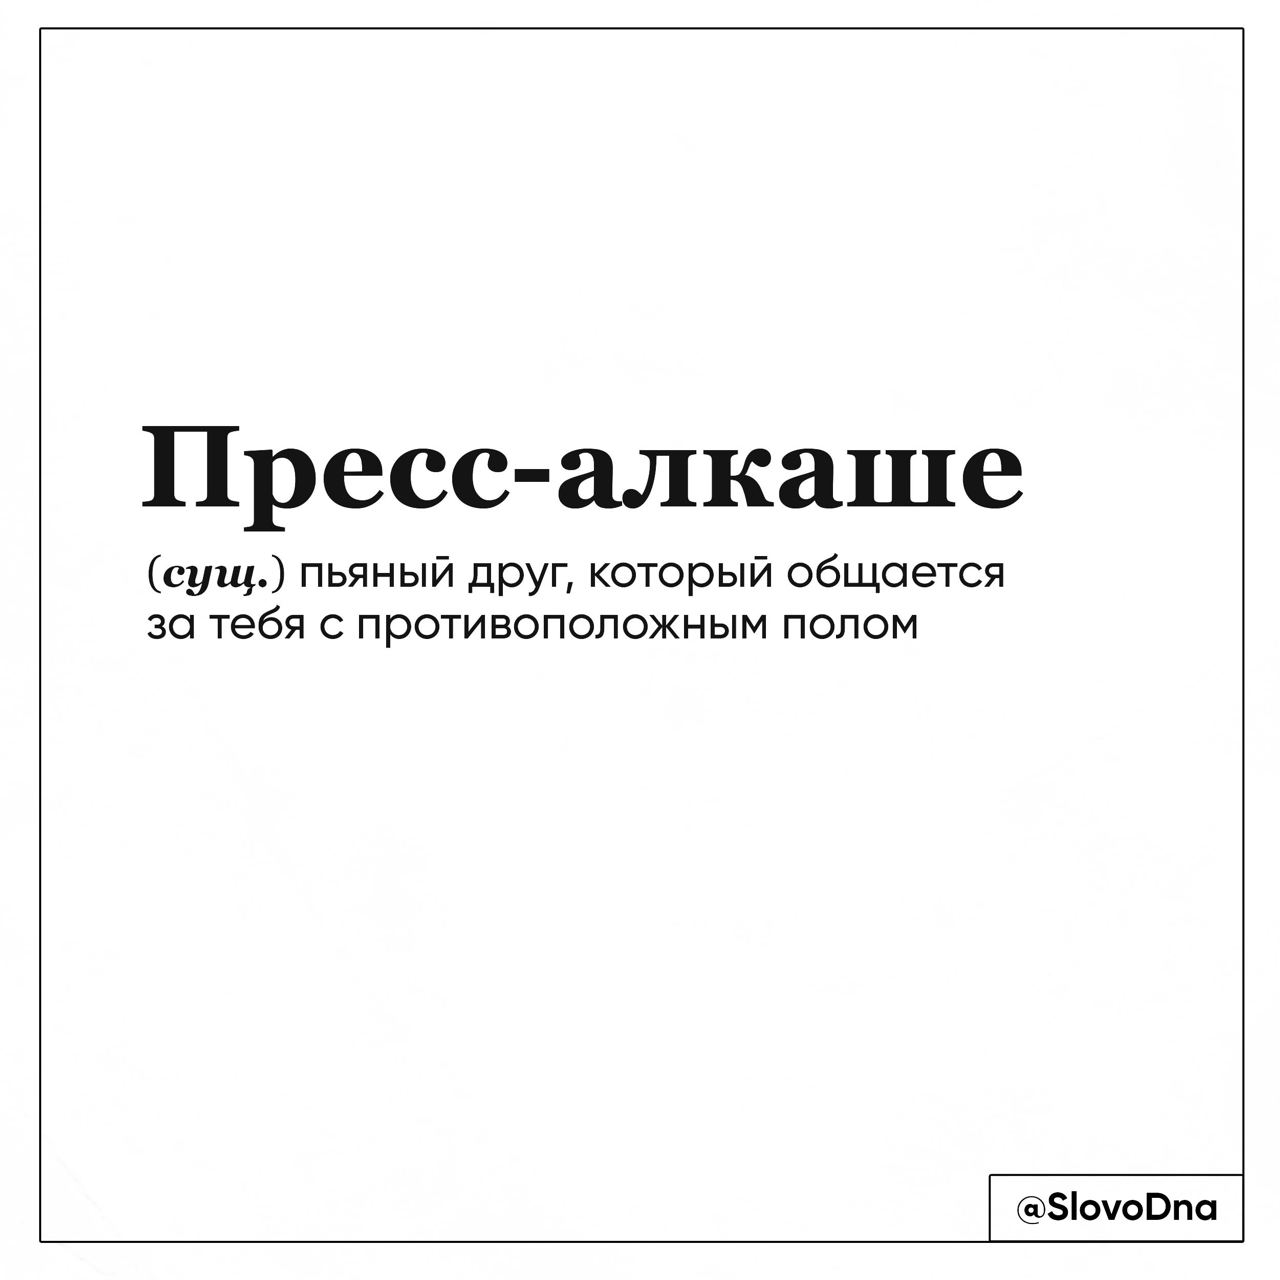 Пресс-алкаше
(сущ.) пьяный друг, который общается
за тебя с противоположным полом
@SlovoDna